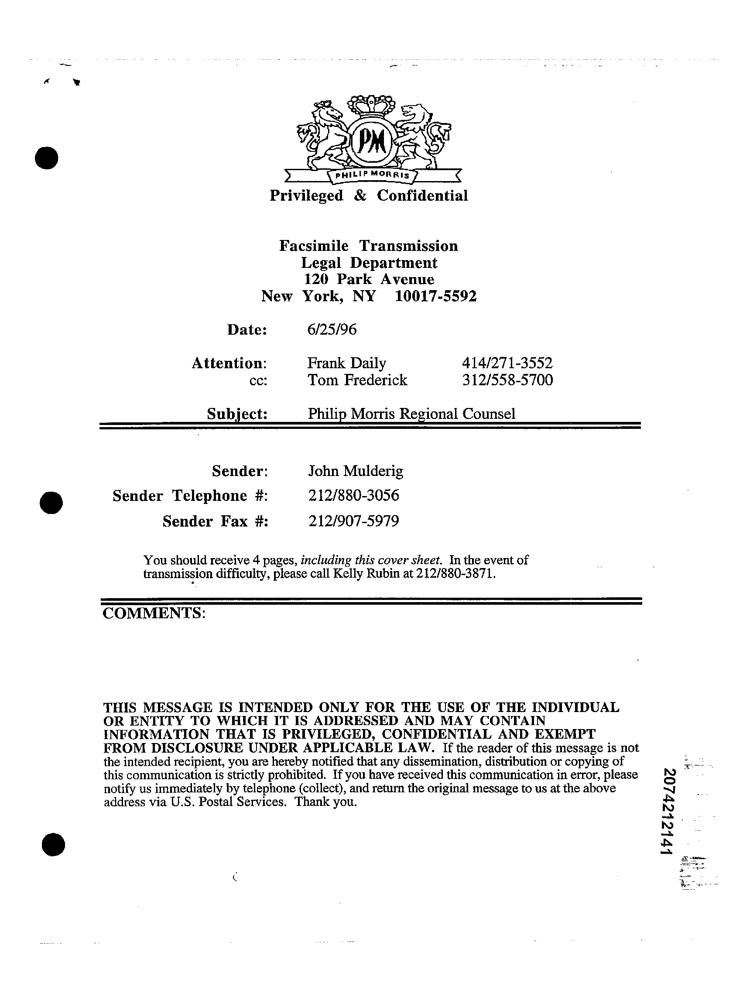 PM
PHILIP MORRIS
Privileged & Confidential
Facsimile Transmission
Legal Department
120 Park Avenue
New York, NY 10017-5592
Date: 6/25/96
Attention: Frank Daily 414/271-3552
cc: Tom Frederick 312/558-5700
Subject: Philip Morris Regional Counsel
Sender: John Mulderig
Sender Telephone #: 212/880-3056
Sender Fax #: 212/907-5979
You should receive 4 pages, including this cover sheet. In the event of
transmission difficulty, please call Kelly Rubin at 212/880-3871.
COMMENTS:
THIS MESSAGE IS INTENDED ONLY FOR THE USE OF THE INDIVIDUAL
OR ENTITY TO WHICH IT IS ADDRESSED AND MAY CONTAIN
INFORMATION THAT IS PRIVILEGED, CONFIDENTIAL AND EXEMPT
FROM DISCLOSURE UNDER APPLICABLE LAW. If the reader of this message is not
the intended recipient, you are hereby notified that any dissemination, distribution or copying of
this communication is strictly prohibited. If you have received this communication in error, please
notify us immediately by telephone (collect), and return the original message to us at the above
address via U.S. Postal Services. Thank you.
2074212141